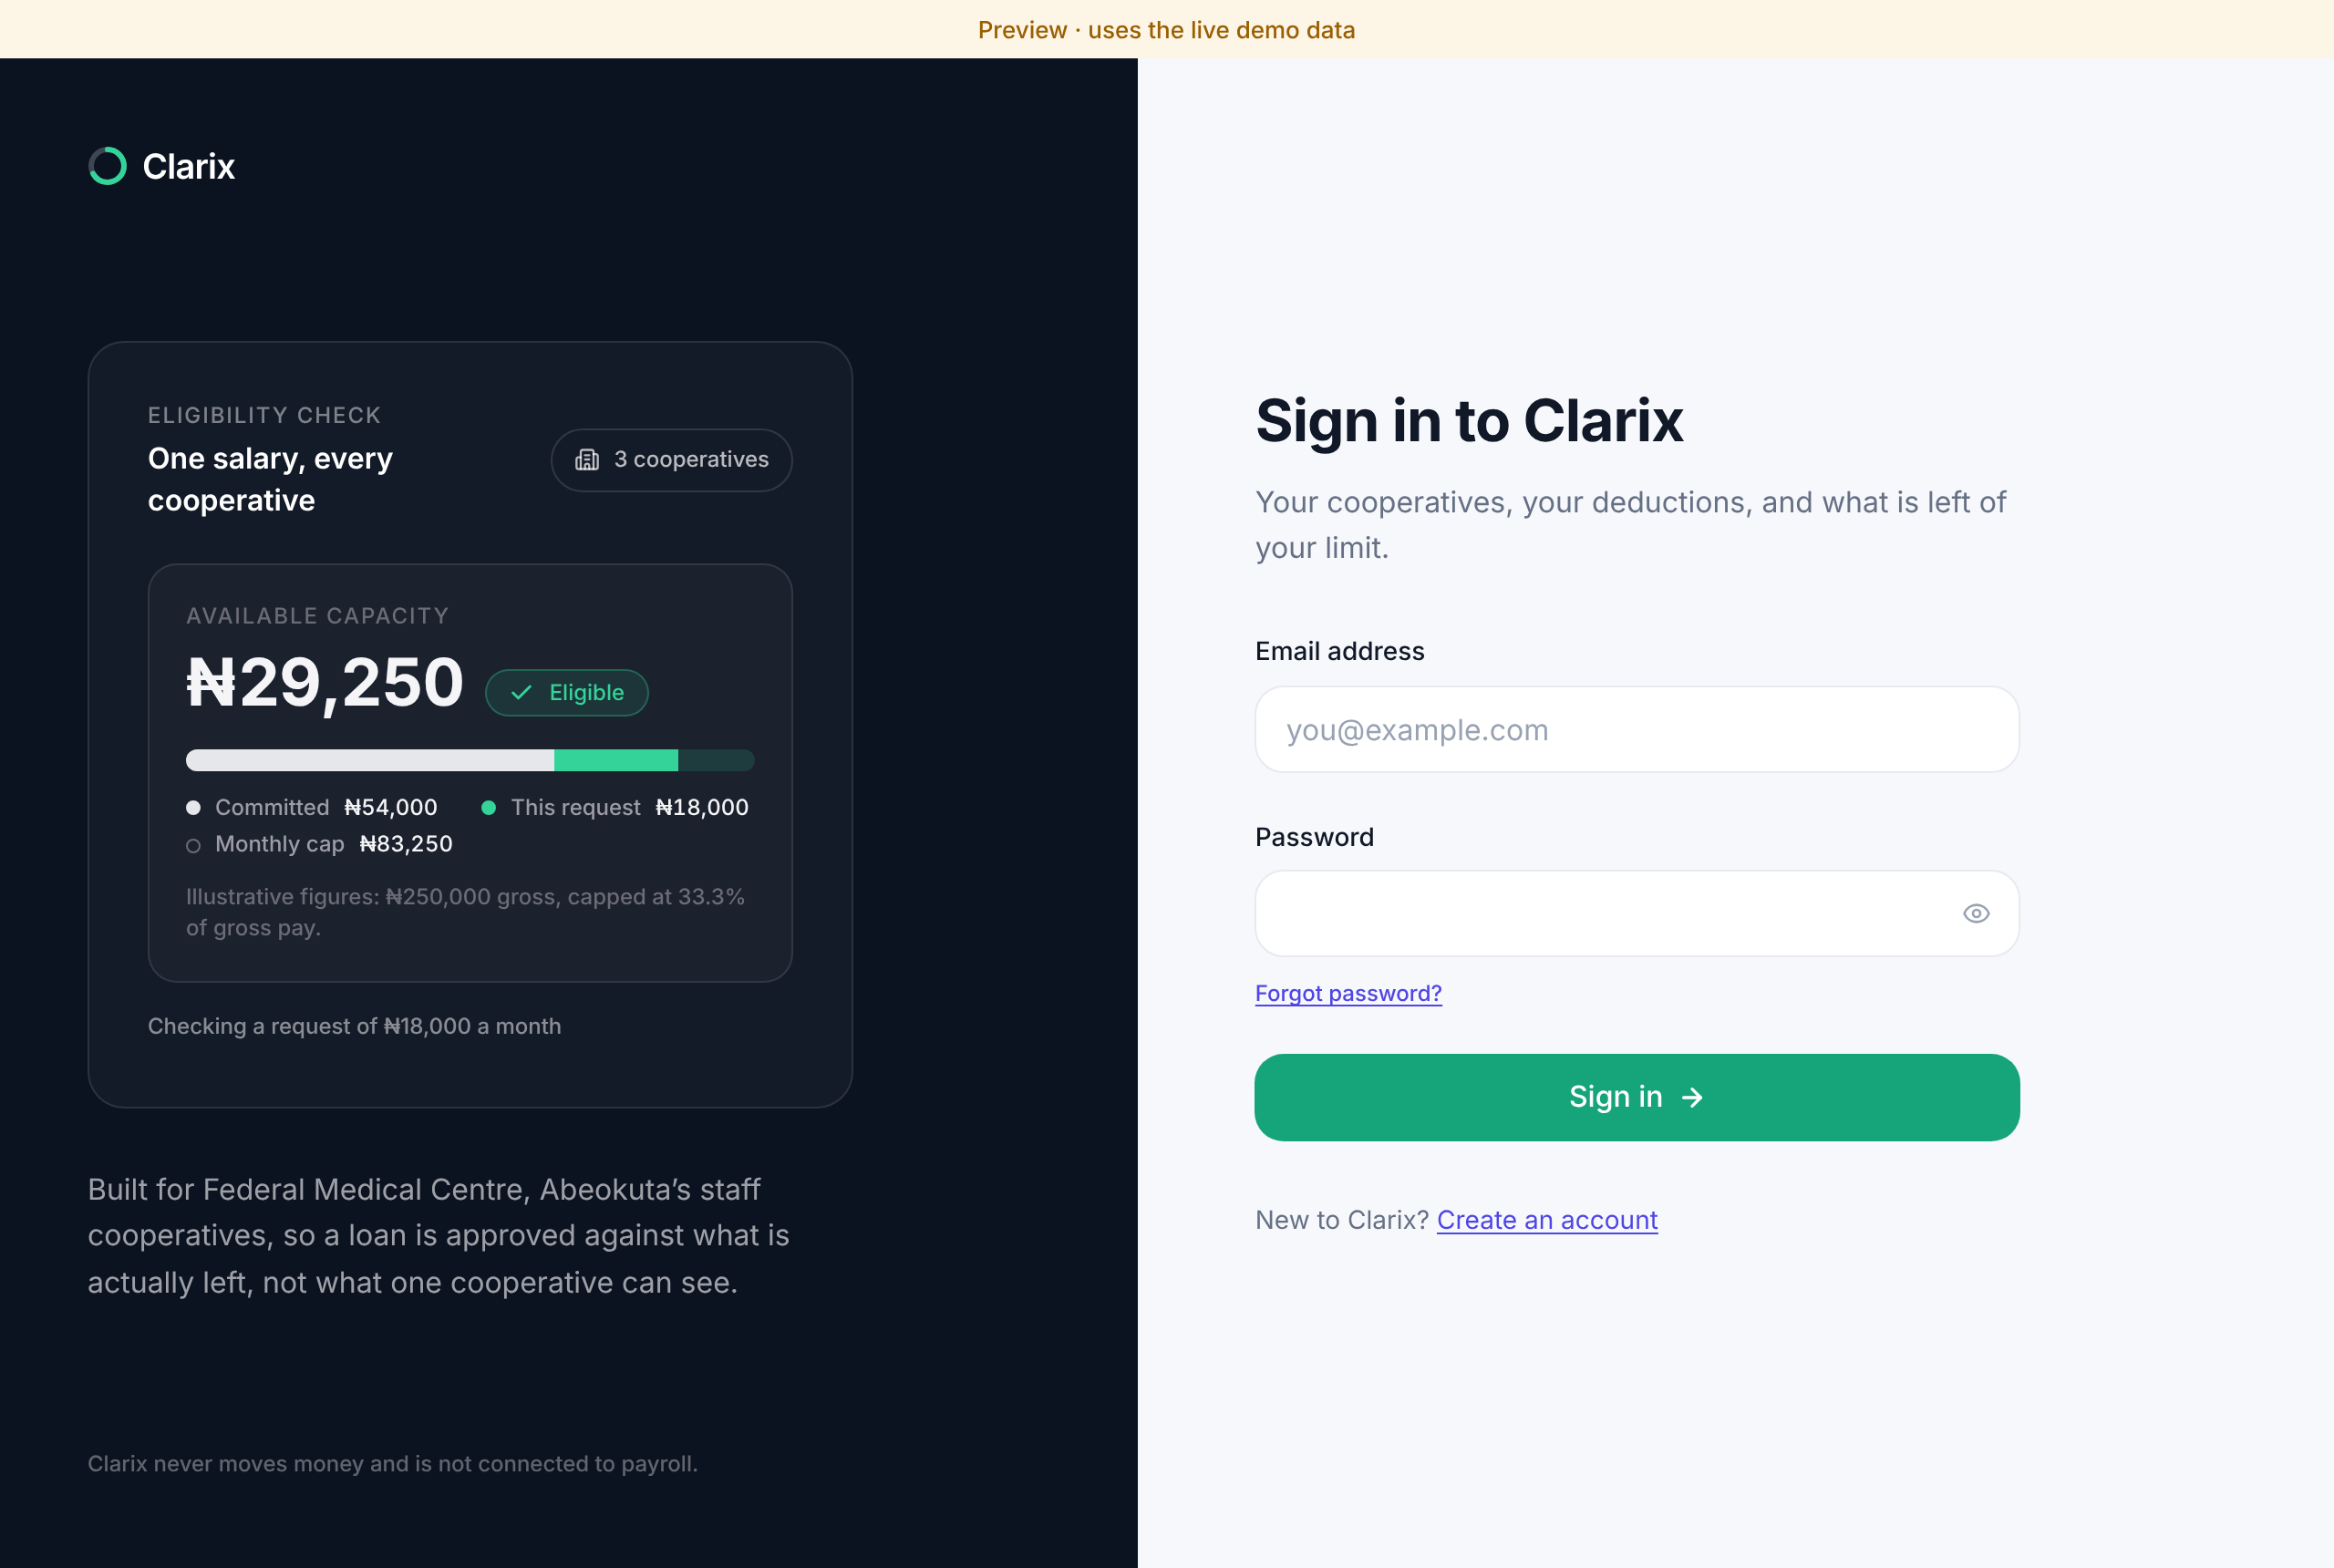 Preview · uses the live demo data
Clarix
ELIGIBILITY CHECK
One salary, every
cooperative
3 cooperatives
AVAILABLE CAPACITY
₦29,250
Eligible
Committed ₦54,000
This request ₦18,000
Monthly cap ₦83,250
Illustrative figures: ₦250,000 gross, capped at 33.3%
of gross pay.
Checking a request of ₦18,000 a month
Built for Federal Medical Centre, Abeokuta’s staff
cooperatives, so a loan is approved against what is
actually left, not what one cooperative can see.
Clarix never moves money and is not connected to payroll.
Sign in to Clarix
Your cooperatives, your deductions, and what is left of
your limit.
Email address
you@example.com
Password
Forgot password?
Sign in
New to Clarix? Create an account